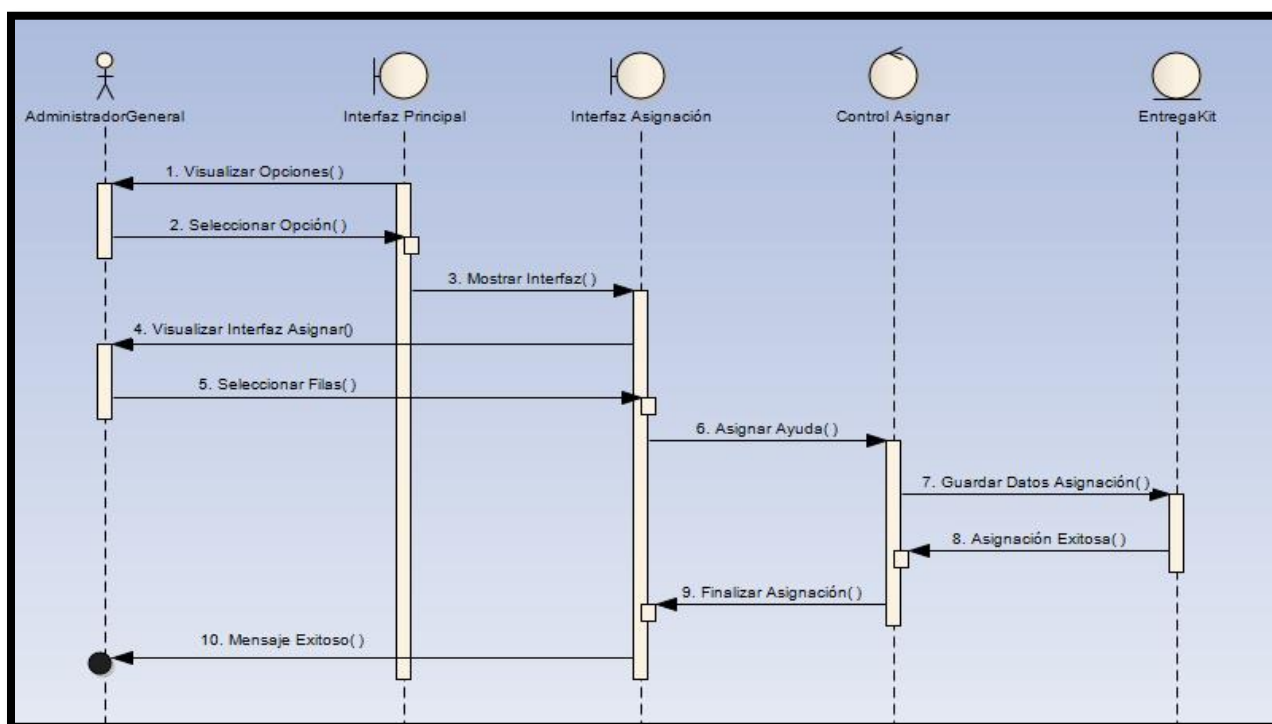 AdministradorGeneral
Interfaz Principal
Interfaz Asignación
Control Asignar
EntregaKit
1. Visualizar Opciones( )
2. Seleccionar Opción( )
3. Mostrar Interfaz( )
4. Visualizar Interfaz Asignar()
5. Seleccionar Filas( )
6. Asignar Ayuda( )
7. Guardar Datos Asignación( )
8. Asignación Exitosa( )
9. Finalizar Asignación( )
10. Mensaje Exitoso( )